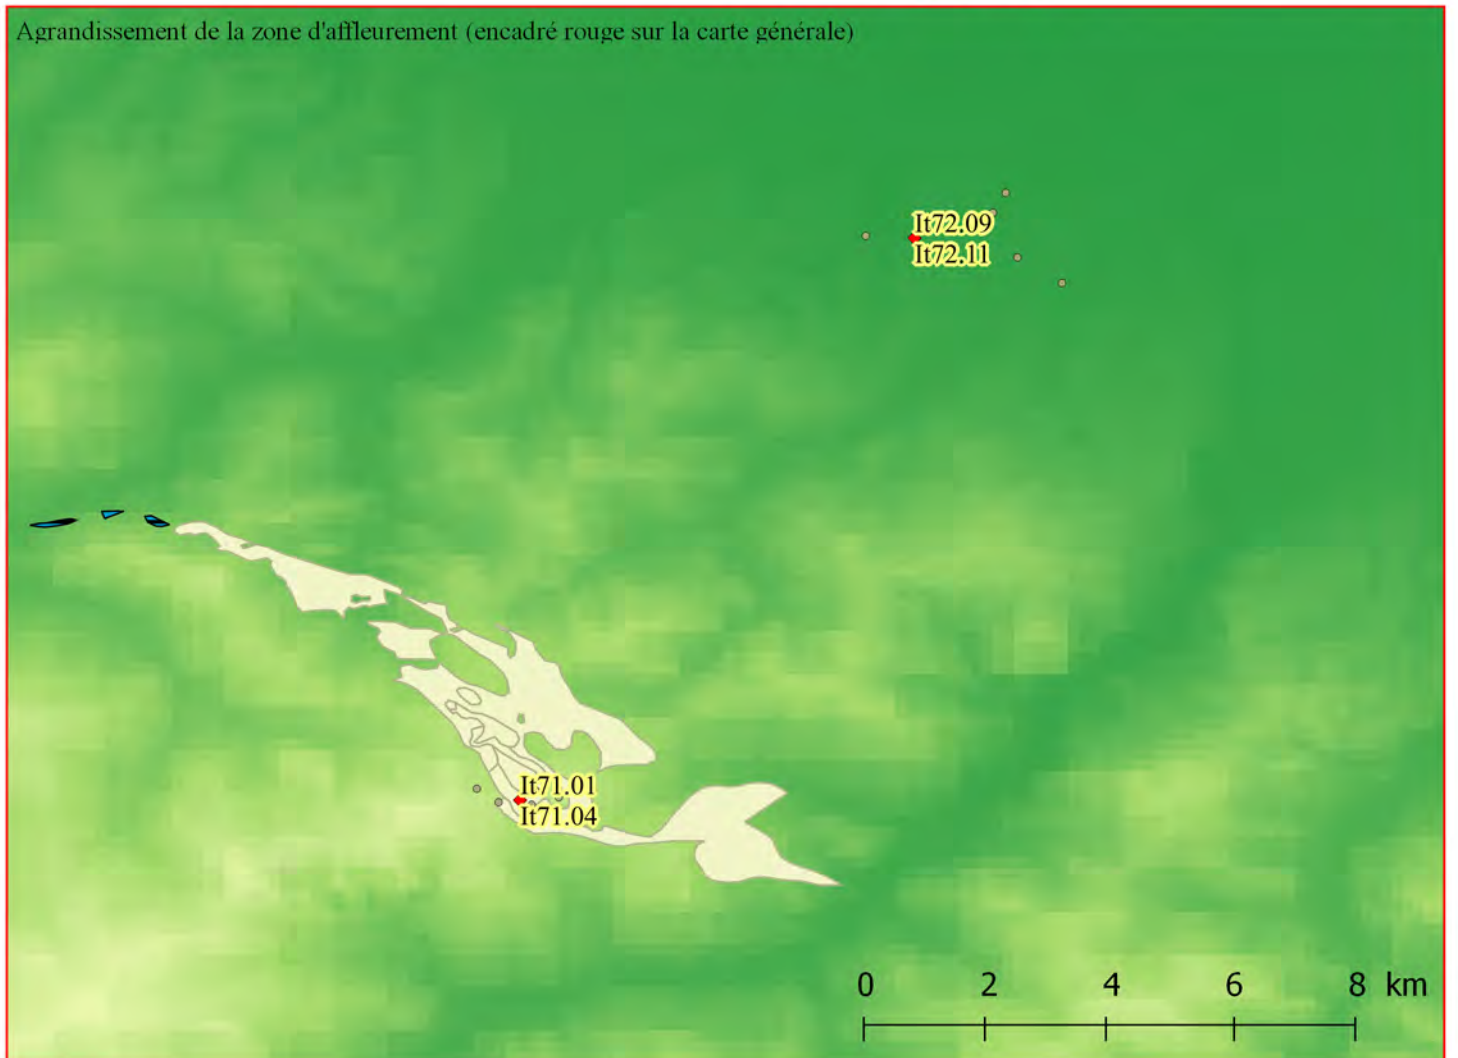 Agrandissement de la zone d'affleurement (encadré rouge sur la carte générale)
It72.09
It72.11
It71.01
It71.04
0 2 4 6 8 km